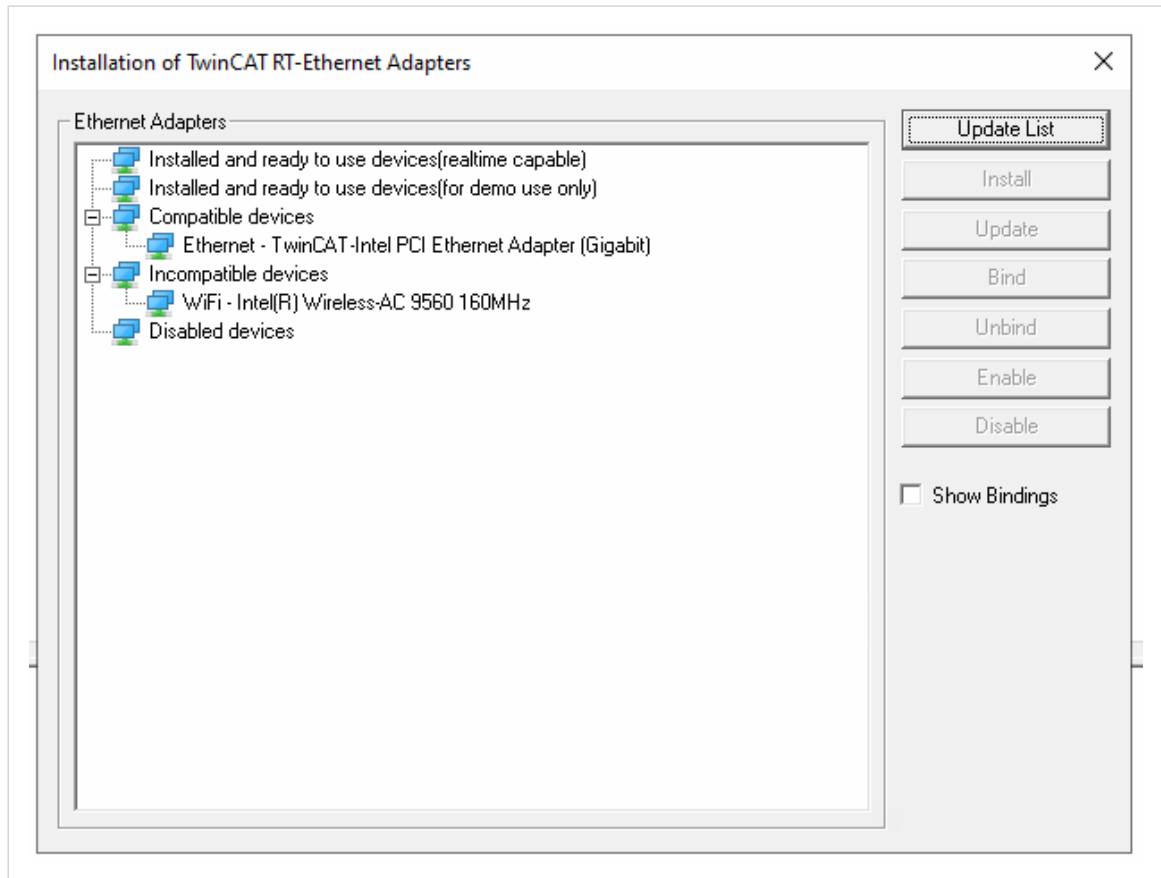 Installation of TwinCAT RT-Ethernet Adapters
Ethernet Adapters
Installed and ready to use devices(realtime capable)
Installed and ready to use devices(for demo use only)
Compatible devices
Ethernet - TwinCAT-Intel PCI Ethernet Adapter (Gigabit)
Incompatible devices
WiFi - Intel(R) Wireless-AC 9560 160MHz
Disabled devices
Update List
Install
Update
Bind
Unbind
Enable
Disable
Show Bindings